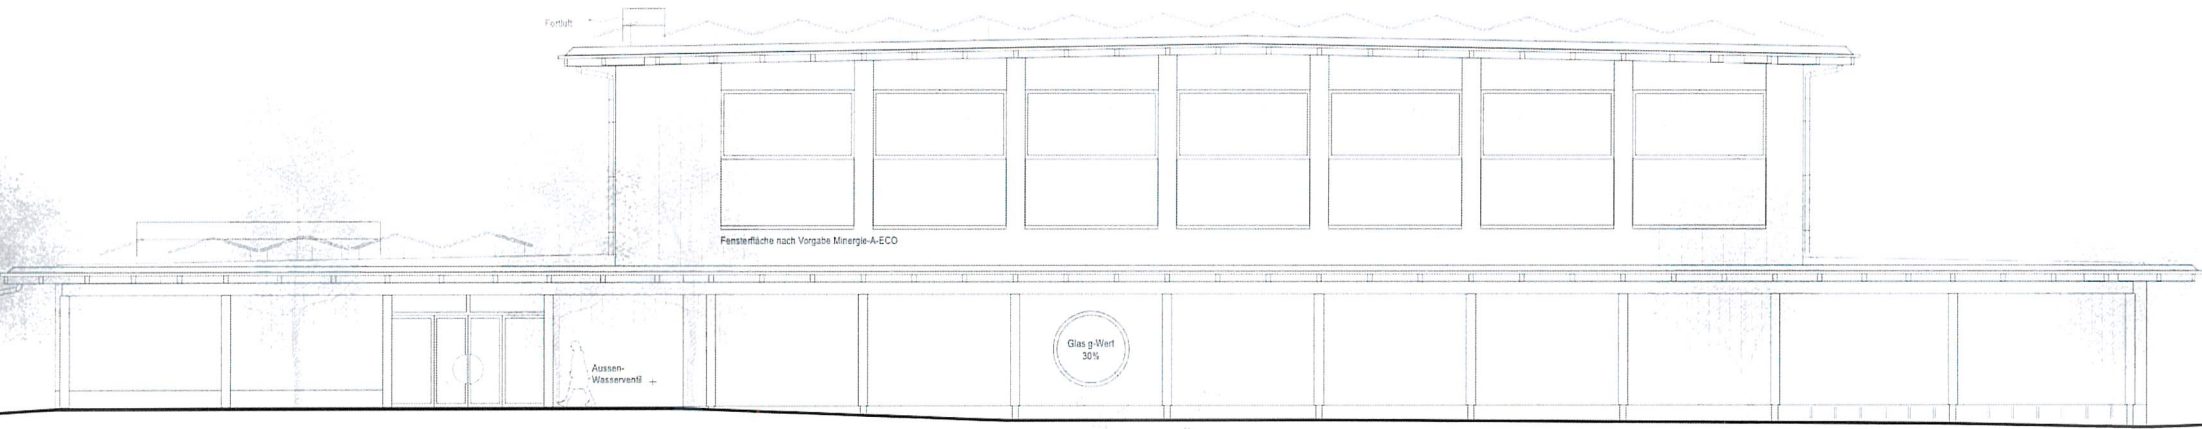 Fortluft
Fensterfläche nach Vorgabe Minergie-A-ECO
Glas g-Wert
30%
Aussen-
Wasserventil